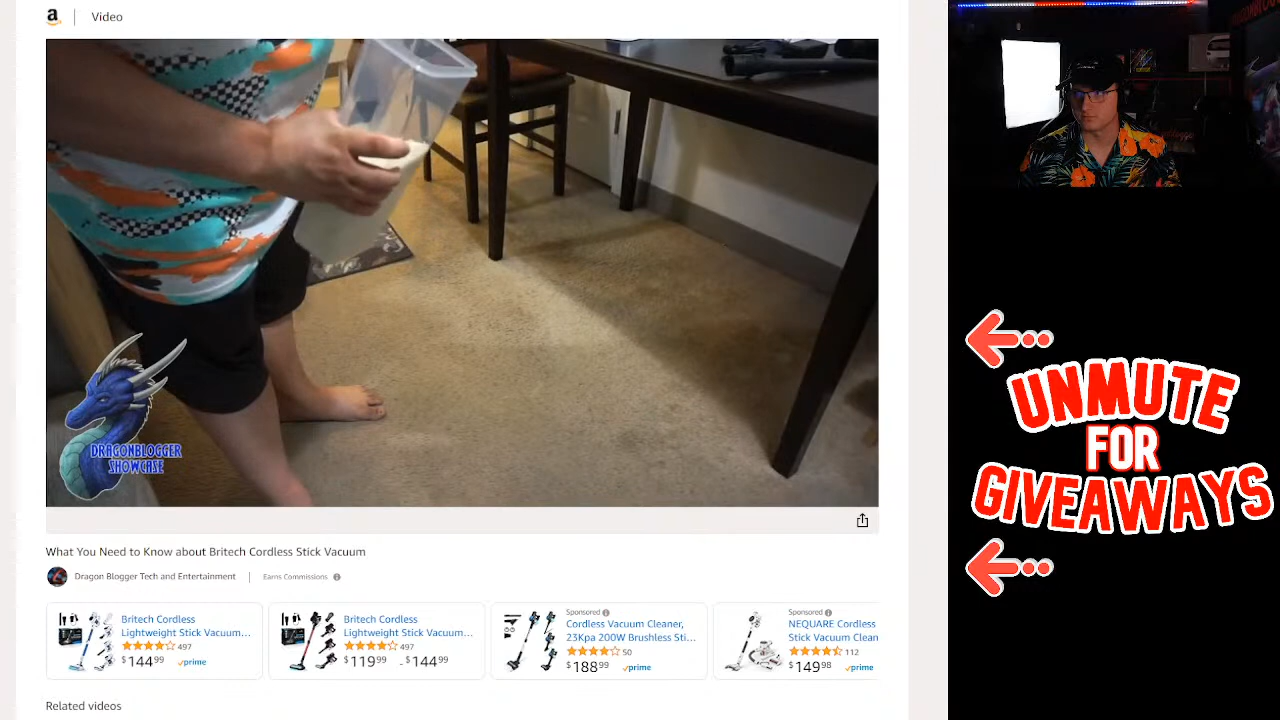 a
Video
DRAGONBLOGGER
SHOWCASE
What You Need to Know about Britech Cordless Stick Vacuum
Dragon Blogger Tech and Entertainment
Earns Commissions
Britech Cordless
Lightweight Stick Vacuum...
497
$144.99
prime
Britech Cordless
Lightweight Stick Vacuum...
497
$119.99 - $144.99
Sponsored
Cordless Vacuum Cleaner,
23Kpa 200W Brushless Sti...
50
$188.99
prime
Sponsored
NEQUARE Cordless
Stick Vacuum Clean
112
$149.98
prime
Related videos
UNMUTE
FOR
GIVEAWAYS